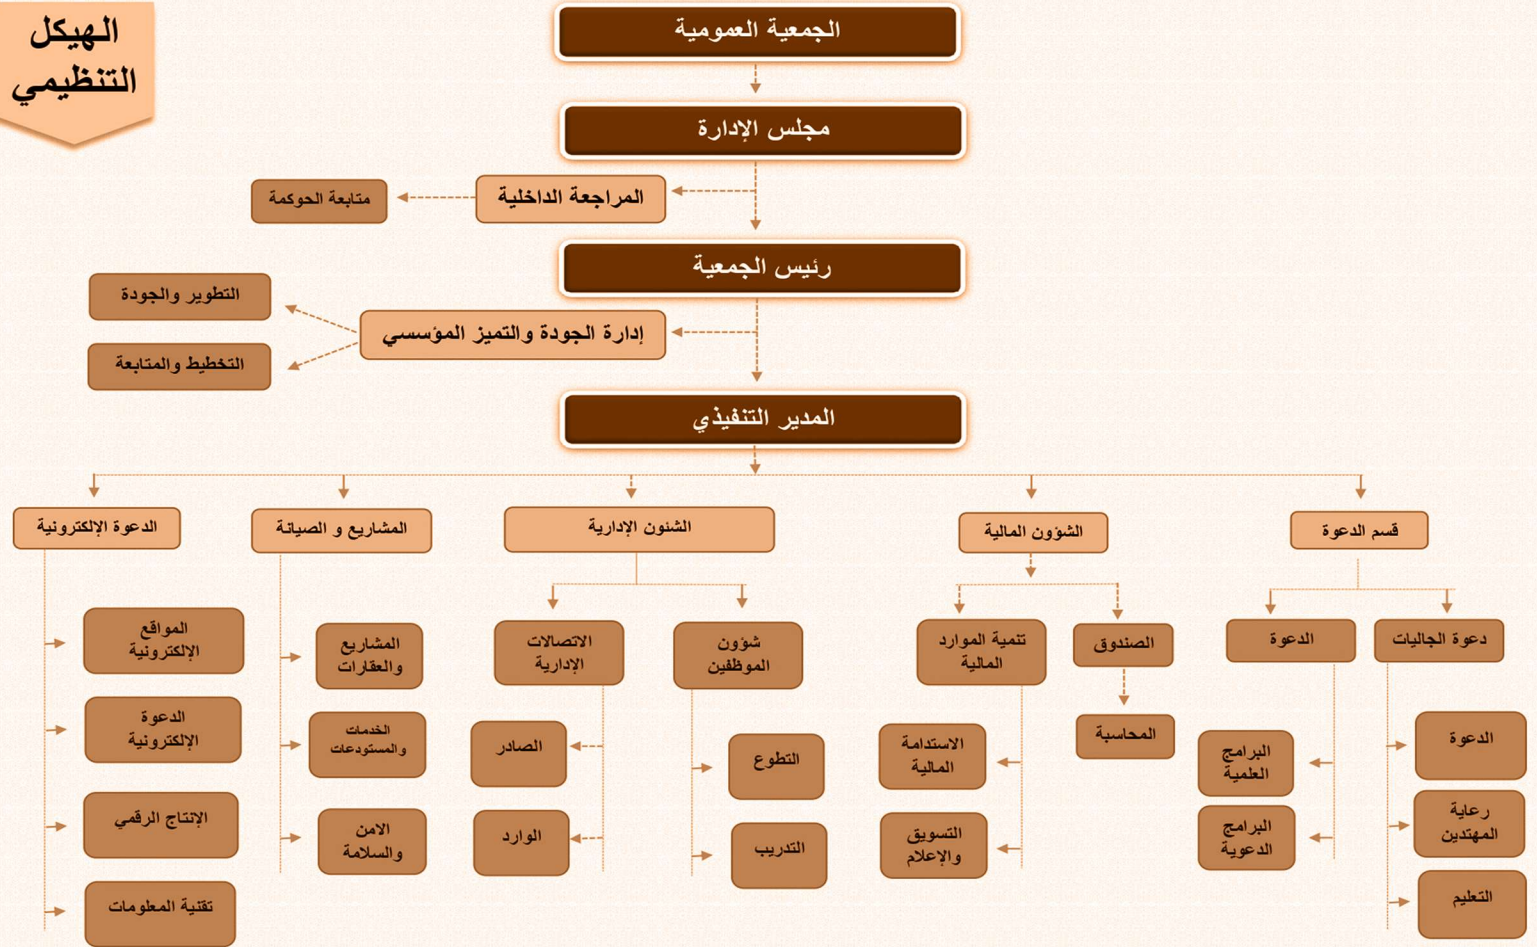 الهيكل
التنظيمي
الجمعية العمومية
مجلس الإدارة
المراجعة الداخلية
متابعة الحوكمة
رئيس الجمعية
إدارة الجودة والتميز المؤسسي
التطوير والجودة
التخطيط والمتابعة
المدير التنفيذي
قسم الدعوة
الشؤون المالية
الشئون الإدارية
المشاريع و الصيانة
الدعوة الإلكترونية
دعوة الجاليات
الدعوة
رعاية
المهتدين
التعليم
الدعوة
البرامج
العلمية
البرامج
الدعوية
الصندوق
المحاسبة
تنمية الموارد
المالية
الاستدامة
المالية
التسويق
والإعلام
شؤون
الموظفين
التطوع
التدريب
الاتصالات
الإدارية
الصادر
الوارد
المشاريع
والعقارات
الخدمات
والمستودعات
الامن
والسلامة
المواقع
الإلكترونية
الدعوة
الإلكترونية
الإنتاج الرقمي
تقنية المعلومات